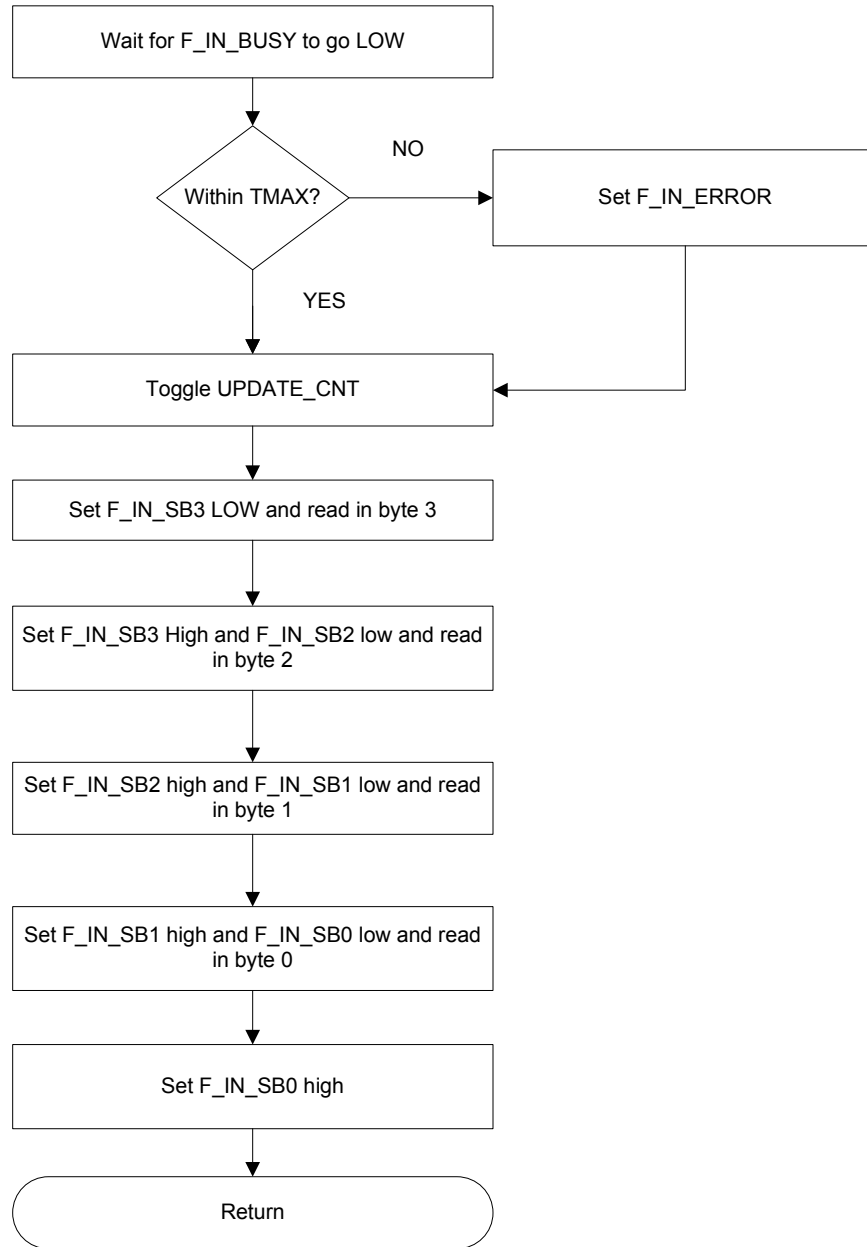 Wait for F_IN_BUSY to go LOW
NO
Within TMAX?
Set F_IN_ERROR
YES
Toggle UPDATE_CNT
Set F_IN_SB3 LOW and read in byte 3
Set F_IN_SB3 High and F_IN_SB2 low and read
in byte 2
Set F_IN_SB2 high and F_IN_SB1 low and read
in byte 1
Set F_IN_SB1 high and F_IN_SB0 low and read
in byte 0
Set F_IN_SB0 high
Return